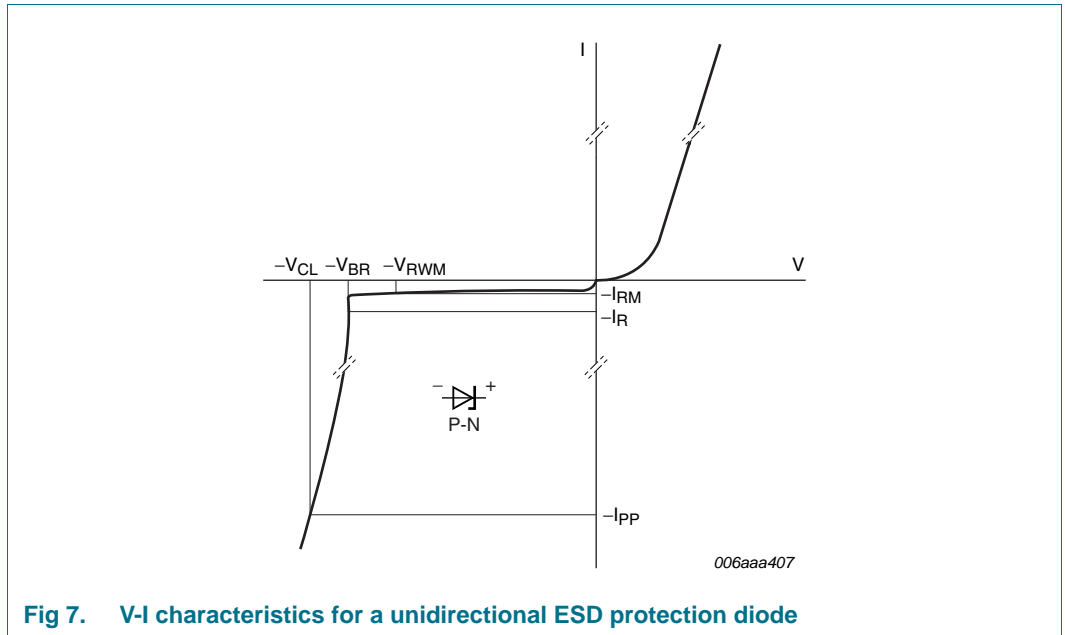 I
−VCL −VBR −VRWM V
−IRM
−IR
− +
P-N
−IPP
006aaa407
Fig 7. V-I characteristics for a unidirectional ESD protection diode